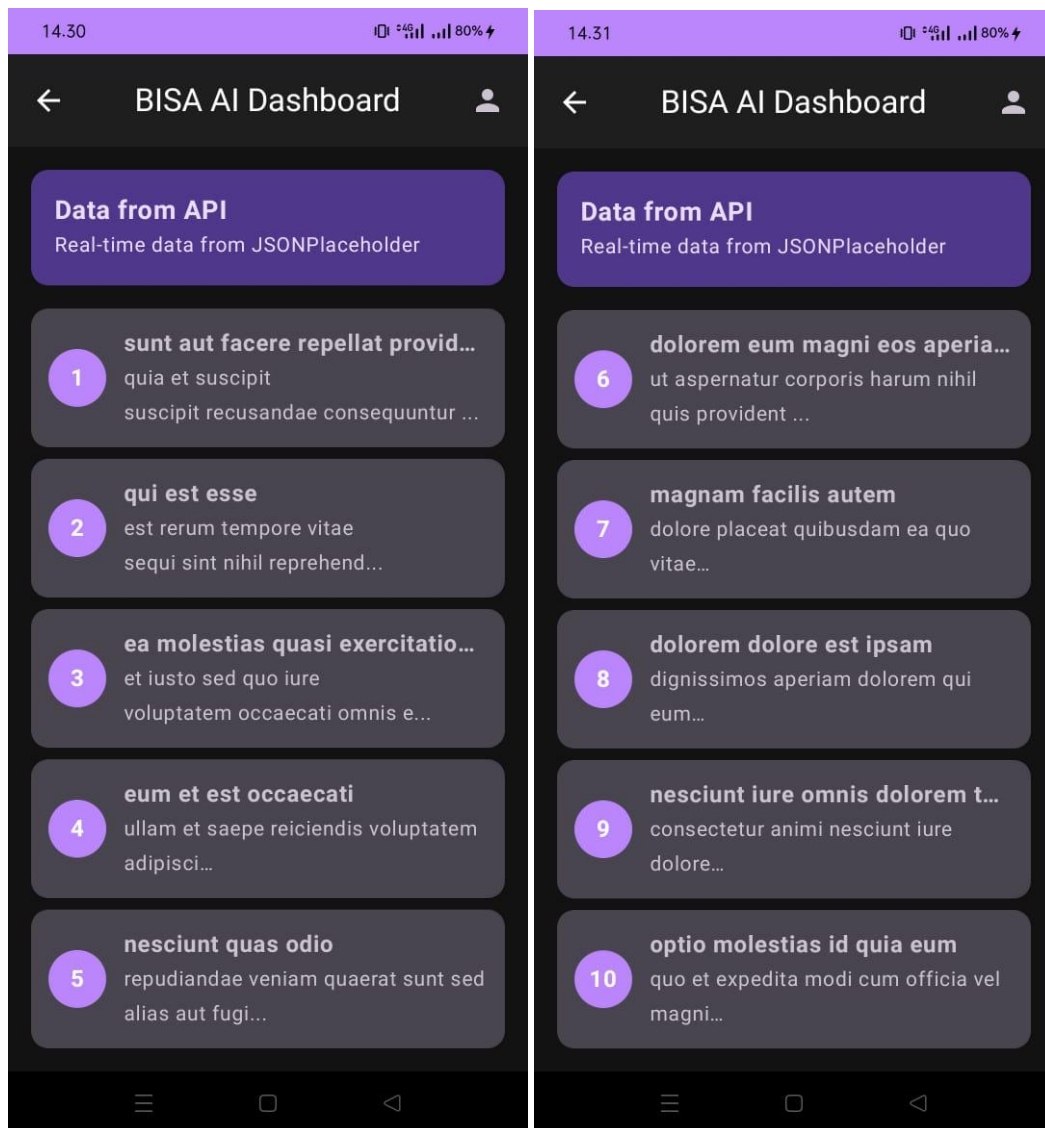 14.30
4G
80%
BISA AI Dashboard
Data from API
Real-time data from JSONPlaceholder
1
sunt aut facere repellat provid...
quia et suscipit
suscipit recusandae consequuntur ...
2
qui est esse
est rerum tempore vitae
sequi sint nihil reprehend...
3
ea molestias quasi exercitatio...
et iusto sed quo iure
voluptatem occaecati omnis e...
4
eum et est occaecati
ullam et saepe reiciendis voluptatem
adipisci...
5
nesciunt quas odio
repudiandae veniam quaerat sunt sed
alias aut fugi...
14.31
4G
80%
BISA AI Dashboard
Data from API
Real-time data from JSONPlaceholder
6
dolorem eum magni eos aperia...
ut aspernatur corporis harum nihil
quis provident ...
7
magnam facilis autem
dolore placeat quibusdam ea quo
vitae...
8
dolorem dolore est ipsam
dignissimos aperiam dolorem qui
eum...
9
nesciunt iure omnis dolorem t...
consectetur animi nesciunt iure
dolore...
10
optio molestias id quia eum
quo et expedita modi cum officia vel
magni...